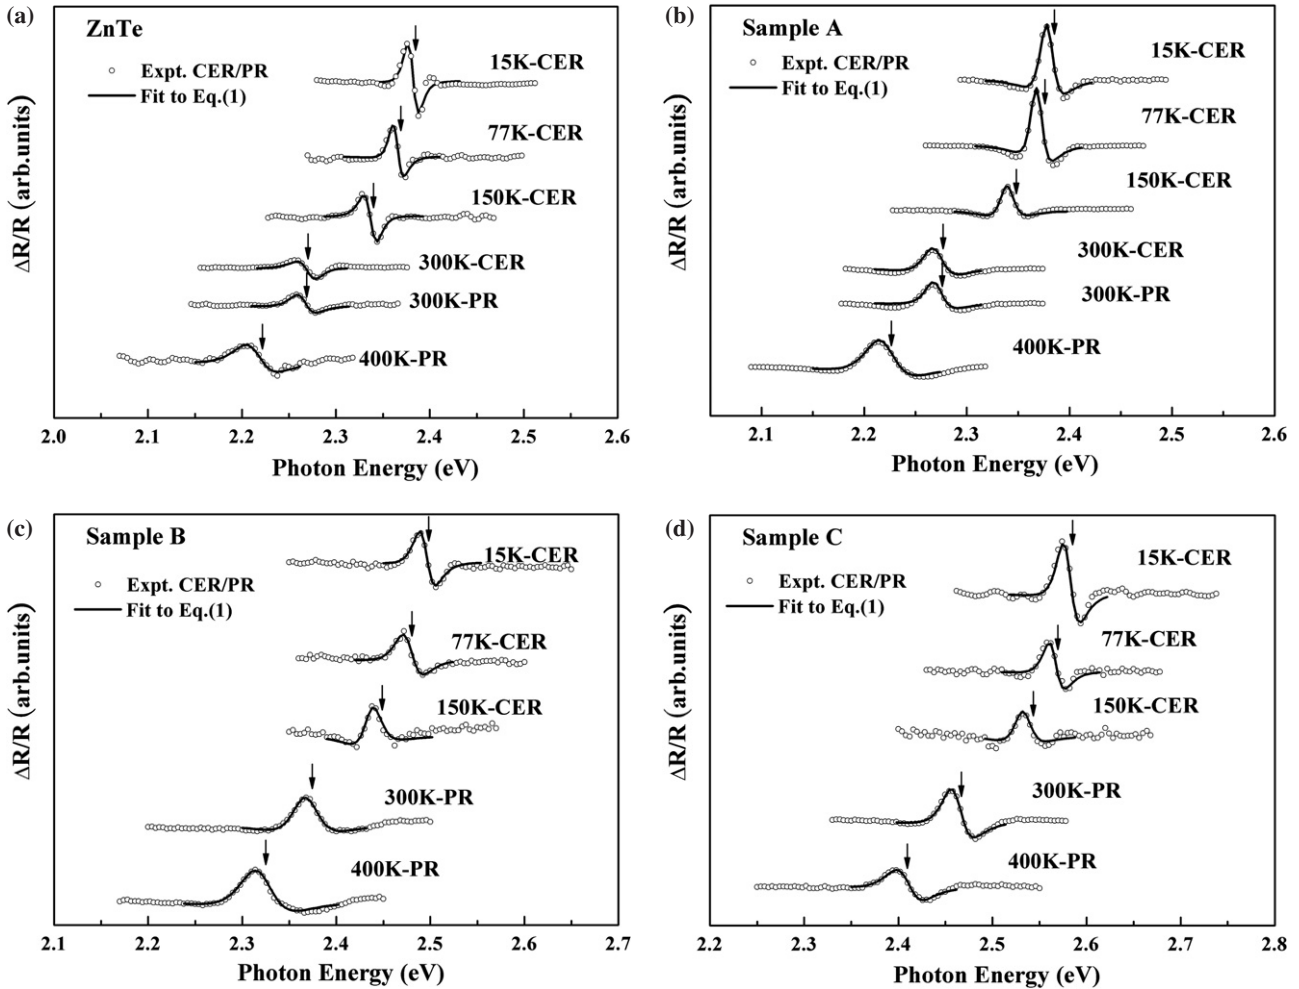 (a)
ZnTe
Expt. CER/PR
Fit to Eq.(1)
15K-CER
77K-CER
150K-CER
300K-CER
300K-PR
400K-PR
ΔR/R (arb.units)
2.0 2.1 2.2 2.3 2.4 2.5 2.6
Photon Energy (eV)
(b)
Sample A
Expt. CER/PR
Fit to Eq.(1)
15K-CER
77K-CER
150K-CER
300K-CER
300K-PR
400K-PR
ΔR/R (arb.units)
2.1 2.2 2.3 2.4 2.5 2.6
Photon Energy (eV)
(c)
Sample B
Expt. CER/PR
Fit to Eq.(1)
15K-CER
77K-CER
150K-CER
300K-PR
400K-PR
ΔR/R (arb.units)
2.1 2.2 2.3 2.4 2.5 2.6 2.7
Photon Energy (eV)
(d)
Sample C
Expt. CER/PR
Fit to Eq.(1)
15K-CER
77K-CER
150K-CER
300K-PR
400K-PR
ΔR/R (arb.units)
2.2 2.3 2.4 2.5 2.6 2.7 2.8
Photon Energy (eV)